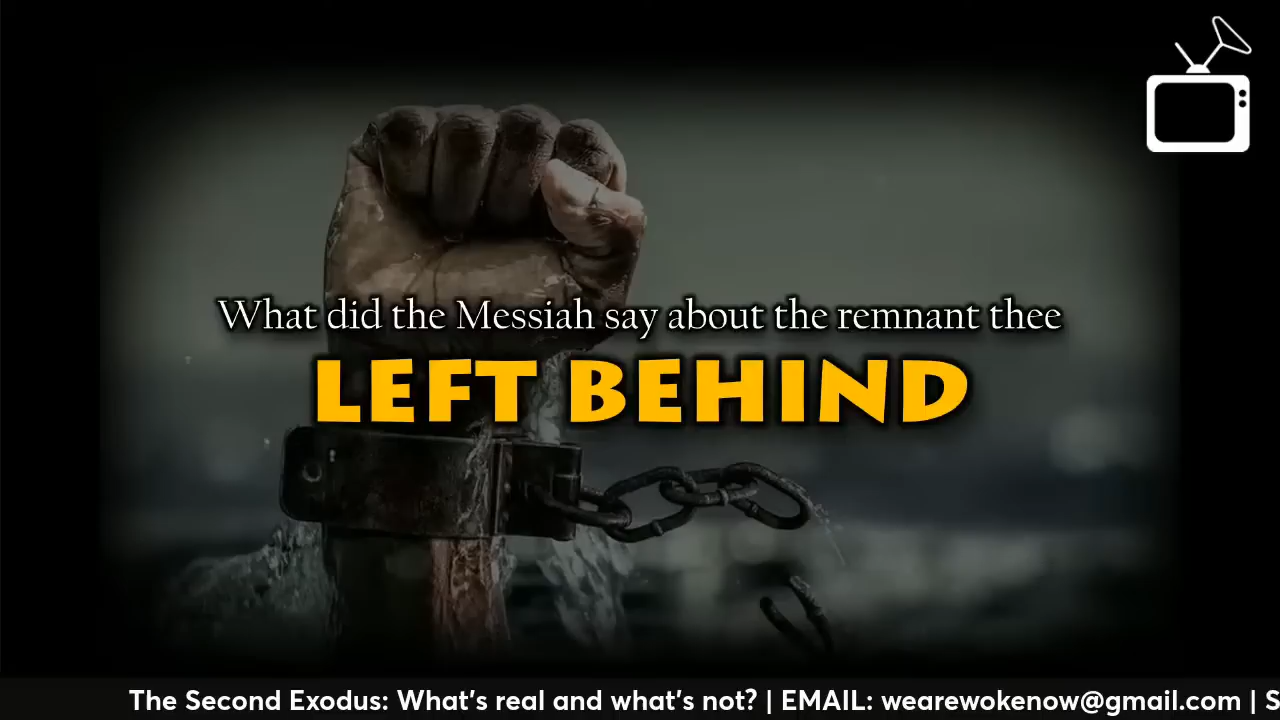 What did the Messiah say about the remnant thee
LEFT BEHIND
The Second Exodus: What's real and what's not? | EMAIL: wearewokenow@gmail.com | S